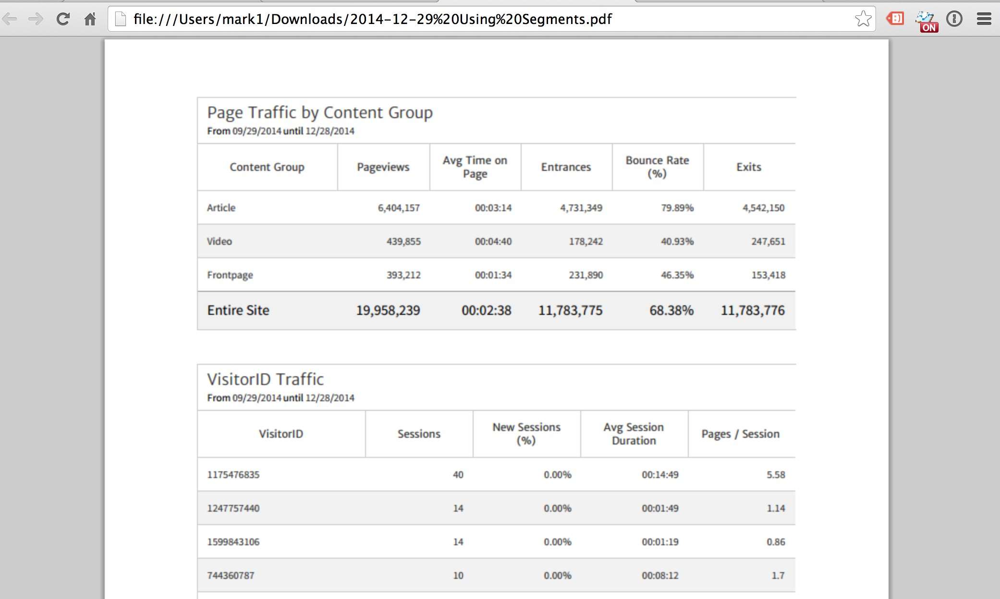 file:///Users/mark1/Downloads/2014-12-29%20Using%20Segments.pdf
ON
Page Traffic by Content Group
From 09/29/2014 until 12/28/2014
Content Group Pageviews Avg Time on Page Entrances Bounce Rate (%) Exits
Article 6,404,157 00:03:14 4,731,349 79.89% 4,542,150
Video 439,855 00:04:40 178,242 40.93% 247,651
Frontpage 393,212 00:01:34 231,890 46.35% 153,418
Entire Site 19,958,239 00:02:38 11,783,775 68.38% 11,783,776
VisitorID Traffic
From 09/29/2014 until 12/28/2014
VisitorID Sessions New Sessions (%) Avg Session Duration Pages / Session
1175476835 40 0.00% 00:14:49 5.58
1247757440 14 0.00% 00:01:49 1.14
1599843106 14 0.00% 00:01:19 0.86
744360787 10 0.00% 00:08:12 1.7